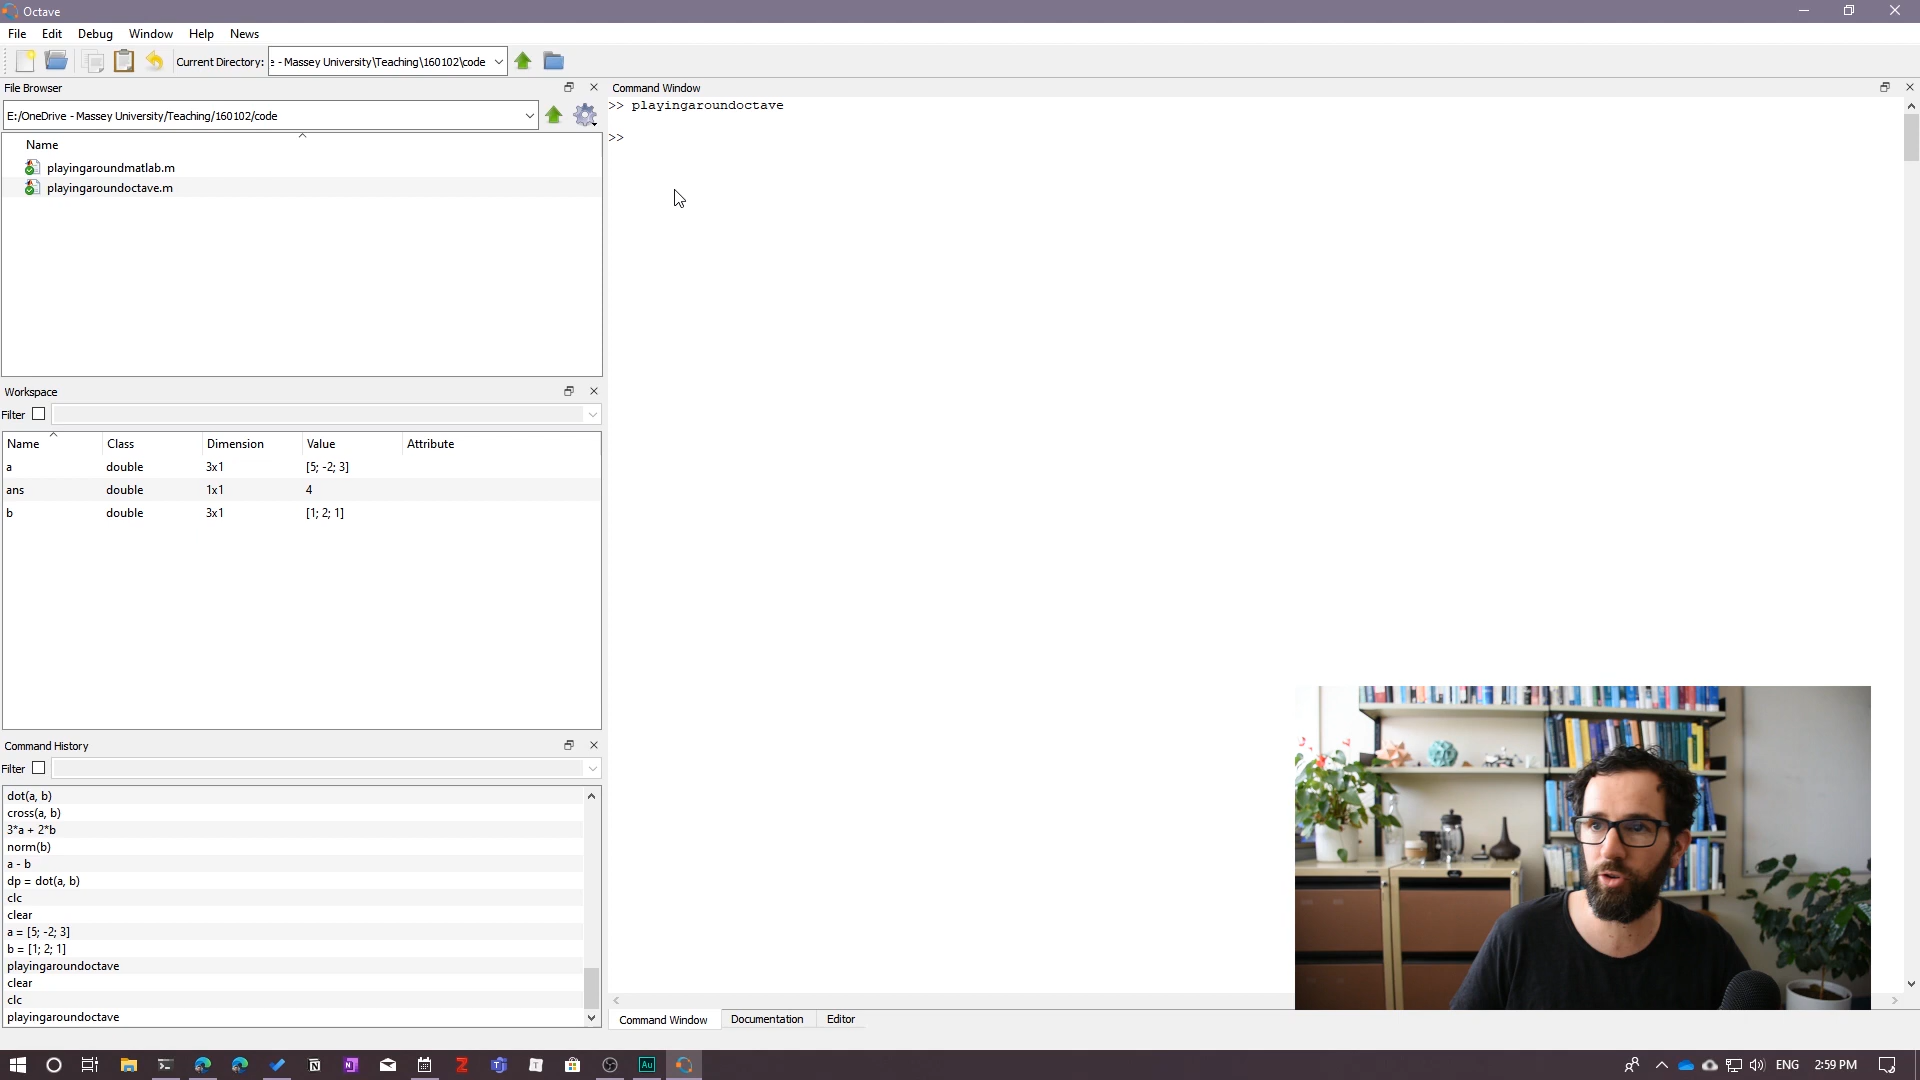 Octave
File Edit Debug Window Help News
Current Directory: e - Massey University\Teaching\160102\code
File Browser
E:/OneDrive - Massey University/Teaching/160102/code
Name
playingaroundmatlab.m
playingaroundoctave.m
Workspace
Filter
Name Class Dimension Value Attribute
a double 3x1 [5; -2; 3]
ans double 1x1 4
b double 3x1 [1; 2; 1]
Command History
Filter
dot(a, b)
cross(a, b)
3*a + 2*b
norm(b)
a - b
dp = dot(a, b)
clc
clear
a = [5; -2; 3]
b = [1; 2; 1]
playingaroundoctave
clear
clc
playingaroundoctave
Command Window
>> playingaroundoctave
>>
Command Window Documentation Editor
Au
ENG 2:59 PM